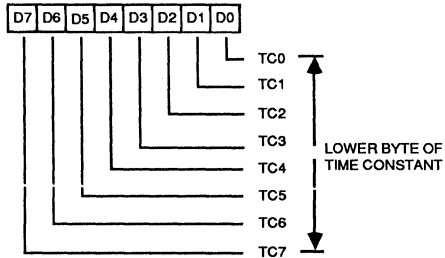 D7 D6 D5 D4 D3 D2 D1 D0
TC0
TC1
TC2
TC3
TC4
TC5
TC6
TC7
LOWER BYTE OF
TIME CONSTANT